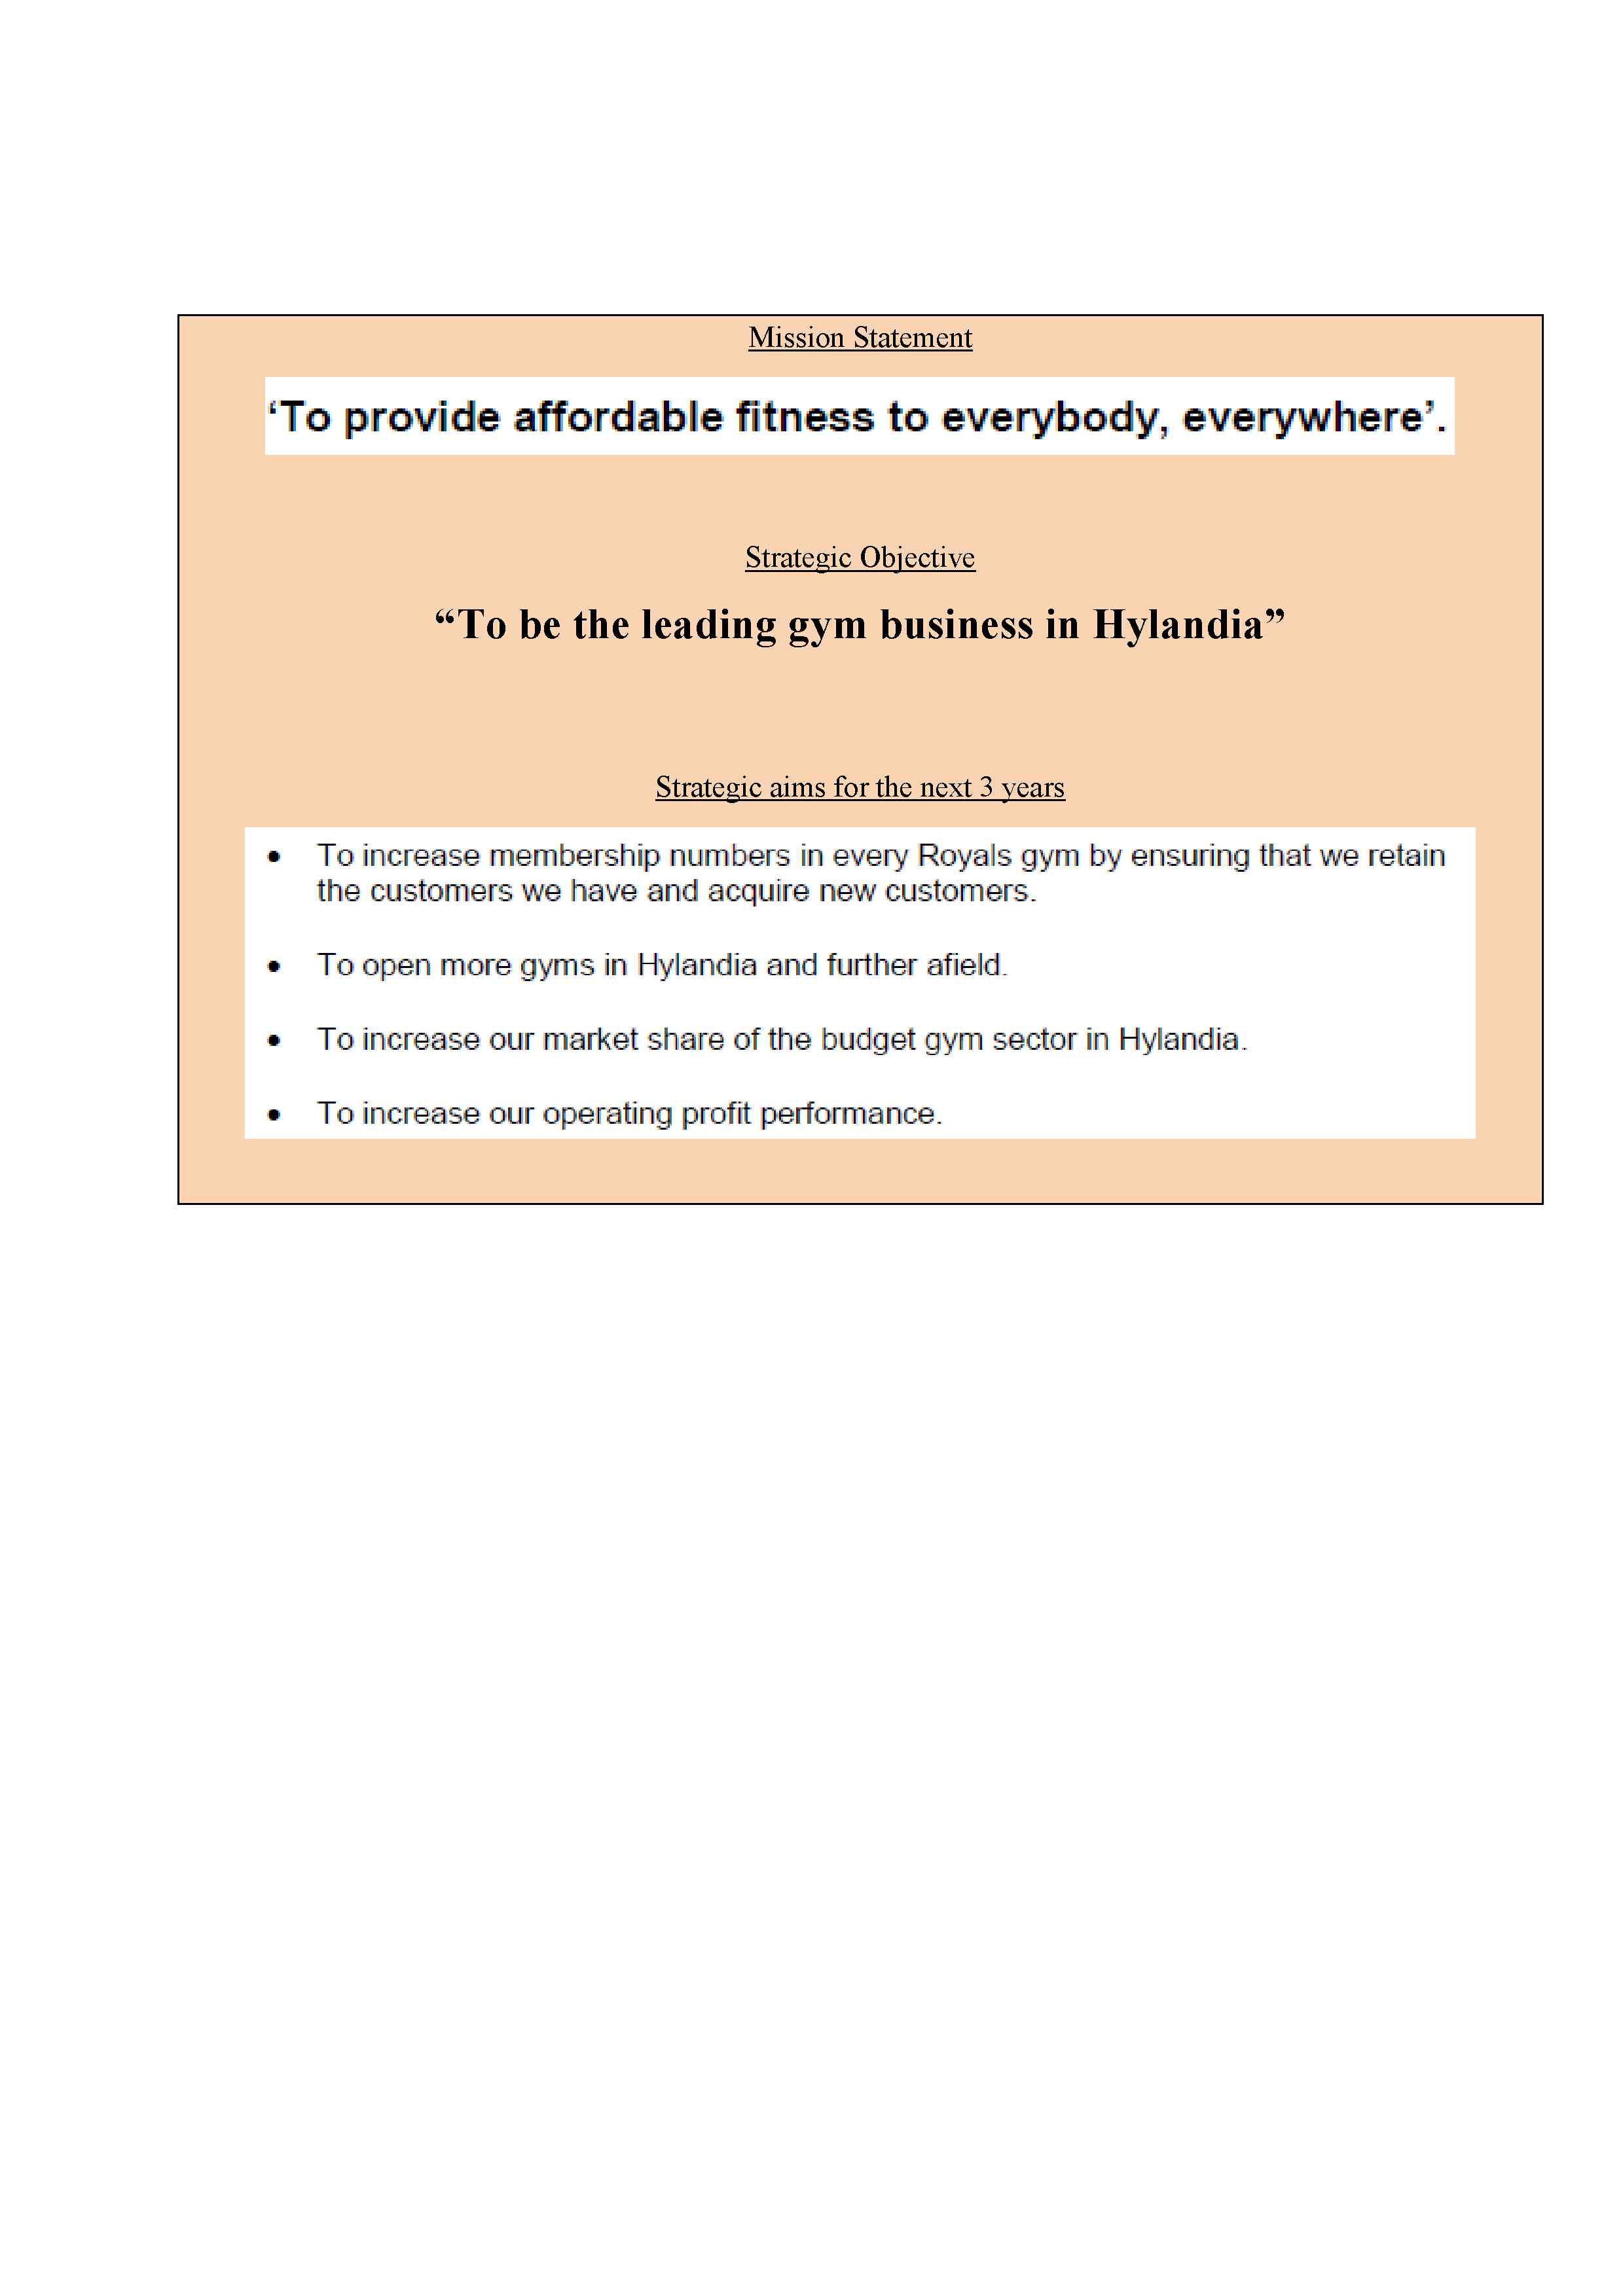 Mission Statement
‘To provide affordable fitness to everybody, everywhere’.
Strategic Objective
“To be the leading gym business in Hylandia”
Strategic aims for the next 3 years
• To increase membership numbers in every Royals gym by ensuring that we retain
the customers we have and acquire new customers.
• To open more gyms in Hylandia and further afield.
• To increase our market share of the budget gym sector in Hylandia.
• To increase our operating profit performance.